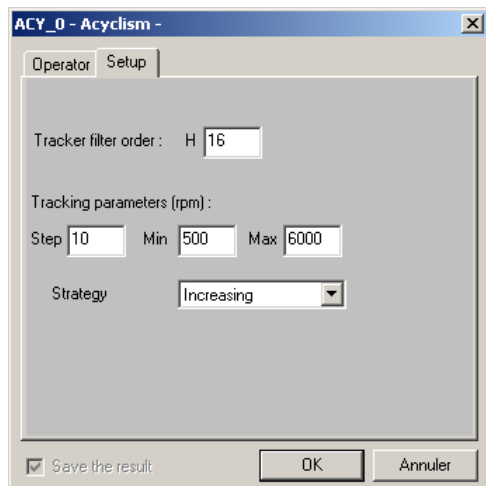 ACY_0 - Acyclism -
Operator Setup
Tracker filter order : H 16
Tracking parameters (rpm) :
Step 10 Min 500 Max 6000
Strategy Increasing
Save the result OK Annuler